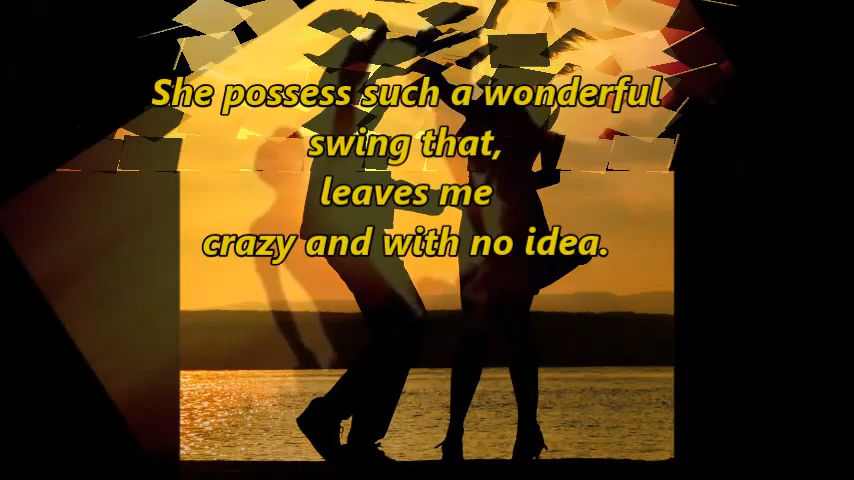 She possess such a wonderful
swing that,
leaves me
crazy and with no idea.